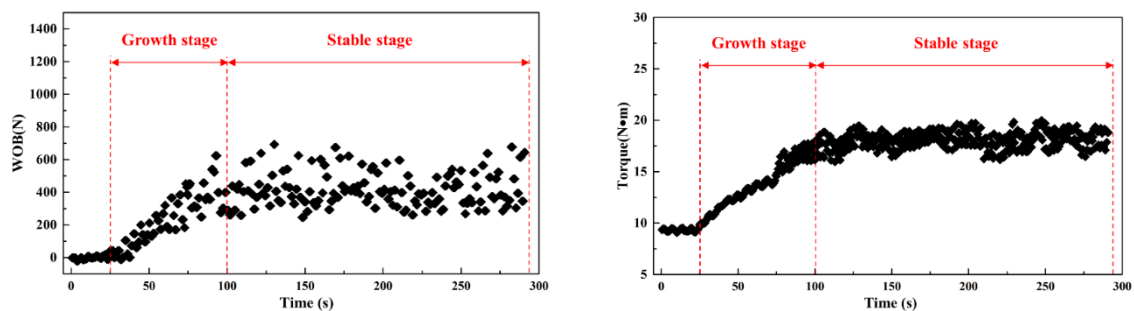 1400
1200
1000
800
600
400
200
0
WOB(N)
Growth stage
Stable stage
0 50 100 150 200 250 300
Time (s)
30
25
20
15
10
5
Torque(N•m)
Growth stage
Stable stage
0 50 100 150 200 250 300
Time (s)